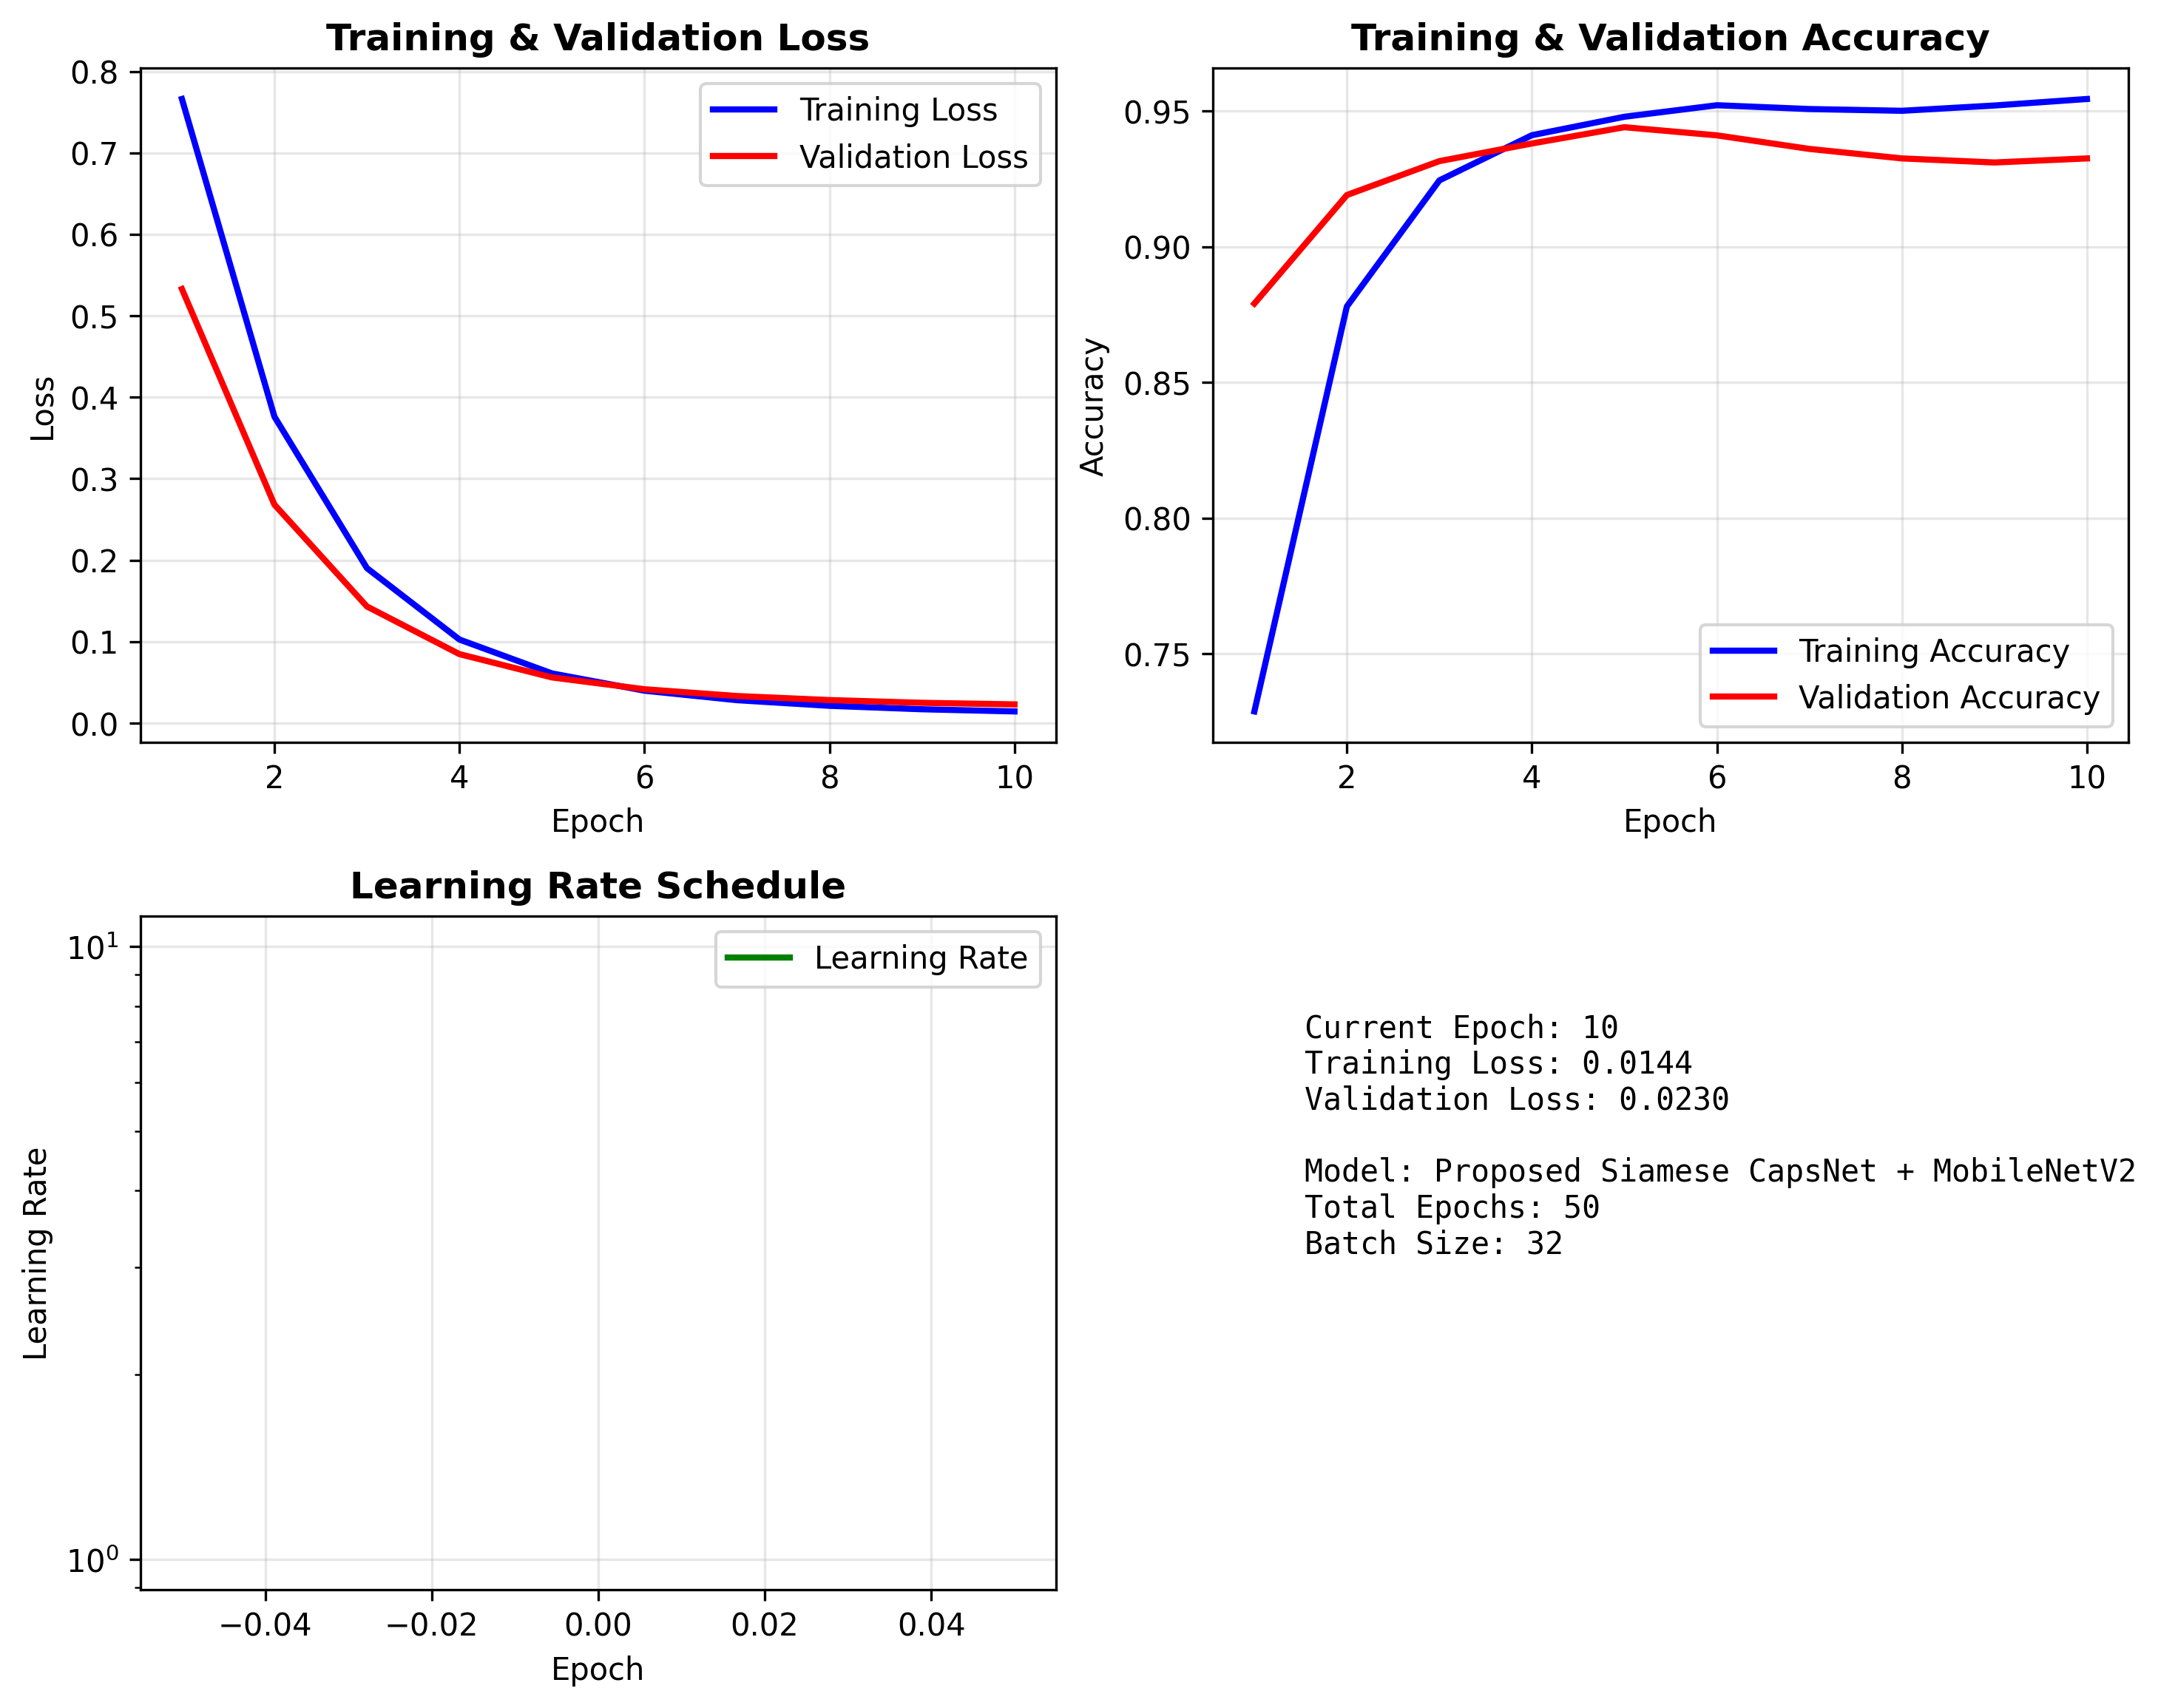 Training & Validation Loss
0.8
0.7
0.6
0.5
0.4
0.3
0.2
0.1
0.0
Loss
2 4 6 8 10
Epoch
Training Loss
Validation Loss
Training & Validation Accuracy
0.95
0.90
0.85
0.80
0.75
Accuracy
2 4 6 8 10
Epoch
Training Accuracy
Validation Accuracy
Learning Rate Schedule
10¹
10⁰
Learning Rate
−0.04 −0.02 0.00 0.02 0.04
Epoch
Learning Rate
Current Epoch: 10
Training Loss: 0.0144
Validation Loss: 0.0230
Model: Proposed Siamese CapsNet + MobileNetV2
Total Epochs: 50
Batch Size: 32